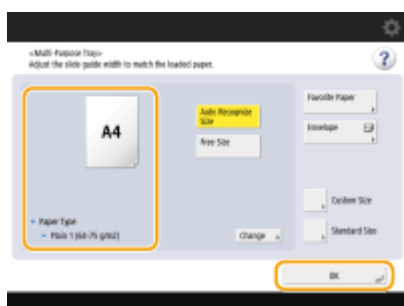 <Multi-Purpose Tray>
Adjust the slide guide width to match the loaded paper.
?
A4
Auto Recognize
Size
Free Size
Favorite Paper
Envelope
Paper Type
Plain 1 (64-75 g/m2)
Change
Custom Size
Standard Size
OK